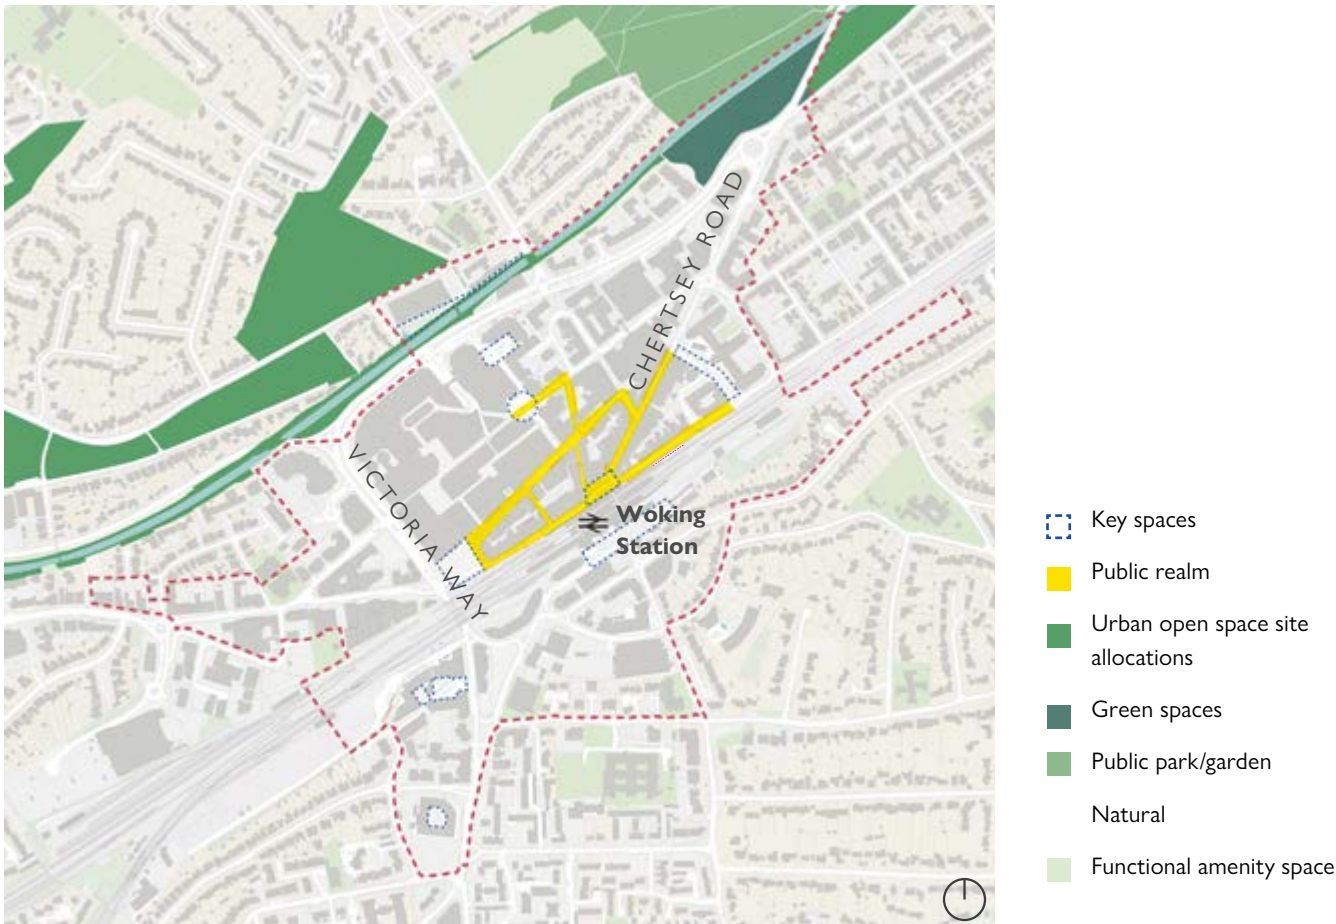 CHERTSEY ROAD
VICTORIA WAY
Woking
Station
Key spaces
Public realm
Urban open space site
allocations
Green spaces
Public park/garden
Natural
Functional amenity space